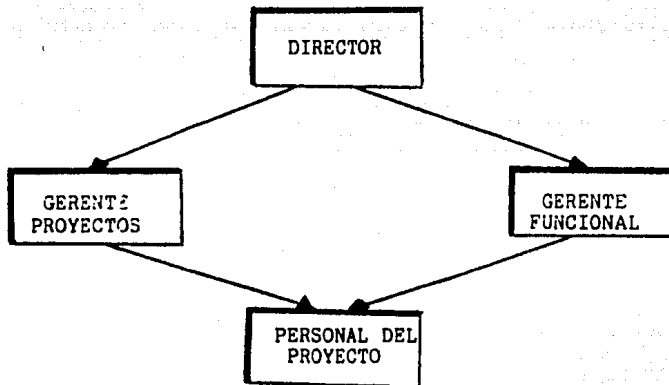 DIRECTOR
GERENTE
PROYECTOS
GERENTE
FUNCIONAL
PERSONAL DEL
PROYECTO